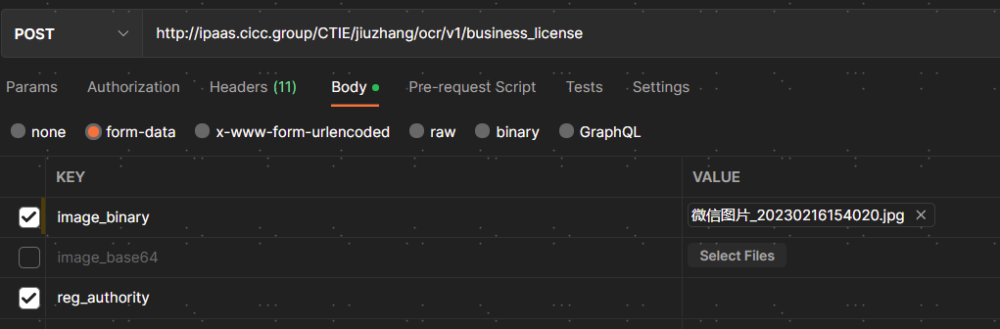 POST http://ipaas.cicc.group/CTIE/jiuzhang/ocr/v1/business_license
Params Authorization Headers (11) Body Pre-request Script Tests Settings
none form-data x-www-form-urlencoded raw binary GraphQL
KEY VALUE
image_binary 微信图片_20230216154020.jpg
image_base64 Select Files
reg_authority